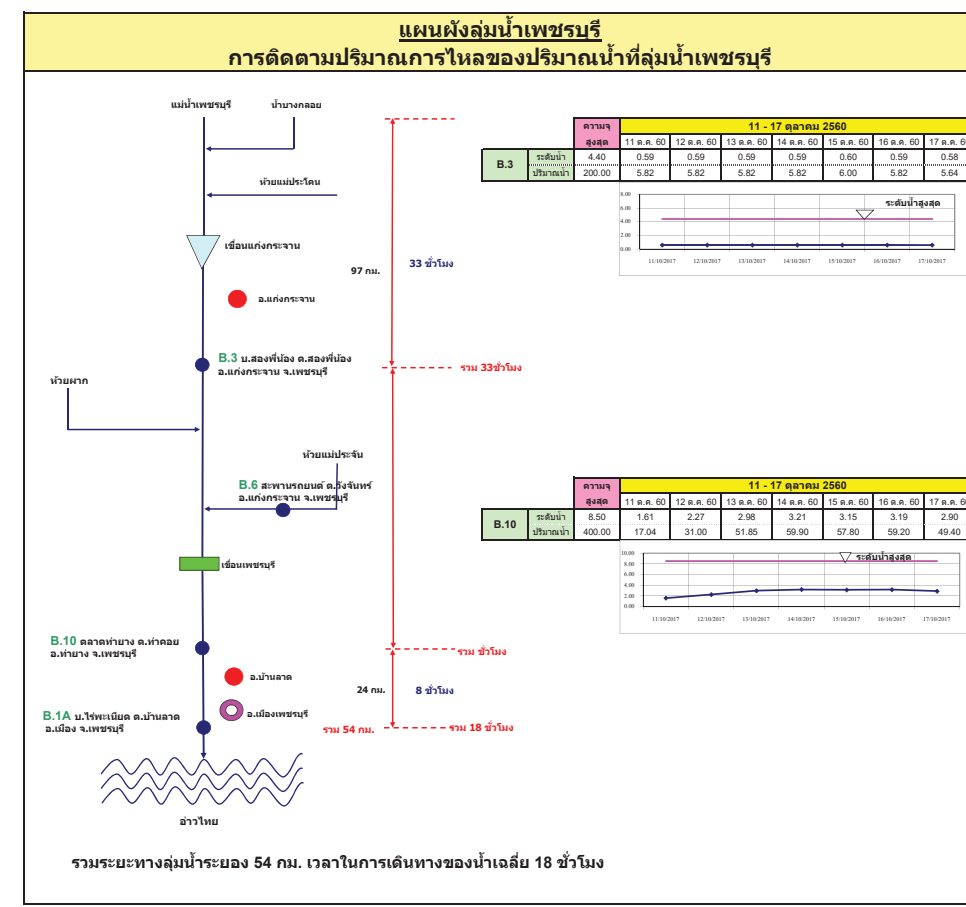 แผนผังลุ่มน้ำเพชรบุรี
การติดตามปริมาณการไหลของปริมาณน้ำที่ลุ่มน้ำเพชรบุรี
แม่น้ำเพชรบุรี น้ำบางกลอย
ห้วยแม่ประโดน
เขื่อนแก่งกระจาน
97 กม. 33 ชั่วโมง
อ.แก่งกระจาน
B.3 บ.สองพี่น้อง ต.สองพี่น้อง
อ.แก่งกระจาน จ.เพชรบุรี
รวม 33ชั่วโมง
ห้วยผาก
ห้วยแม่ประจัน
B.6 สะพานรถยนต์ ต.วังจันทร์
อ.แก่งกระจาน จ.เพชรบุรี
เขื่อนเพชรบุรี
B.10 ตลาดท่ายาง ต.ท่าคอย
อ.ท่ายาง จ.เพชรบุรี
รวม ชั่วโมง
อ.บ้านลาด
24 กม. 8 ชั่วโมง
อ.เมืองเพชรบุรี
B.1A บ.ไร่พะเนียด ต.บ้านลาด
อ.เมือง จ.เพชรบุรี
รวม 54 กม. รวม 18 ชั่วโมง
อ่าวไทย
รวมระยะทางลุ่มน้ำระยอง 54 กม. เวลาในการเดินทางของน้ำเฉลี่ย 18 ชั่วโมง
ความจุ 11 - 17 ตุลาคม 2560
สูงสุด 11 ต.ค. 60 12 ต.ค. 60 13 ต.ค. 60 14 ต.ค. 60 15 ต.ค. 60 16 ต.ค. 60 17 ต.ค. 60
B.3 ระดับน้ำ 4.40 0.59 0.59 0.59 0.59 0.60 0.59 0.58
ปริมาณน้ำ 200.00 5.82 5.82 5.82 5.82 6.00 5.82 5.64
8.00
ระดับน้ำสูงสุด
6.00
4.00
2.00
0.00
11/10/2017 12/10/2017 13/10/2017 14/10/2017 15/10/2017 16/10/2017 17/10/2017
ความจุ 11 - 17 ตุลาคม 2560
สูงสุด 11 ต.ค. 60 12 ต.ค. 60 13 ต.ค. 60 14 ต.ค. 60 15 ต.ค. 60 16 ต.ค. 60 17 ต.ค. 60
B.10 ระดับน้ำ 8.50 1.61 2.27 2.98 3.21 3.15 3.19 2.90
ปริมาณน้ำ 400.00 17.04 31.00 51.85 59.90 57.80 59.20 49.40
10.00
ระดับน้ำสูงสุด
8.00
6.00
4.00
2.00
0.00
11/10/2017 12/10/2017 13/10/2017 14/10/2017 15/10/2017 16/10/2017 17/10/2017